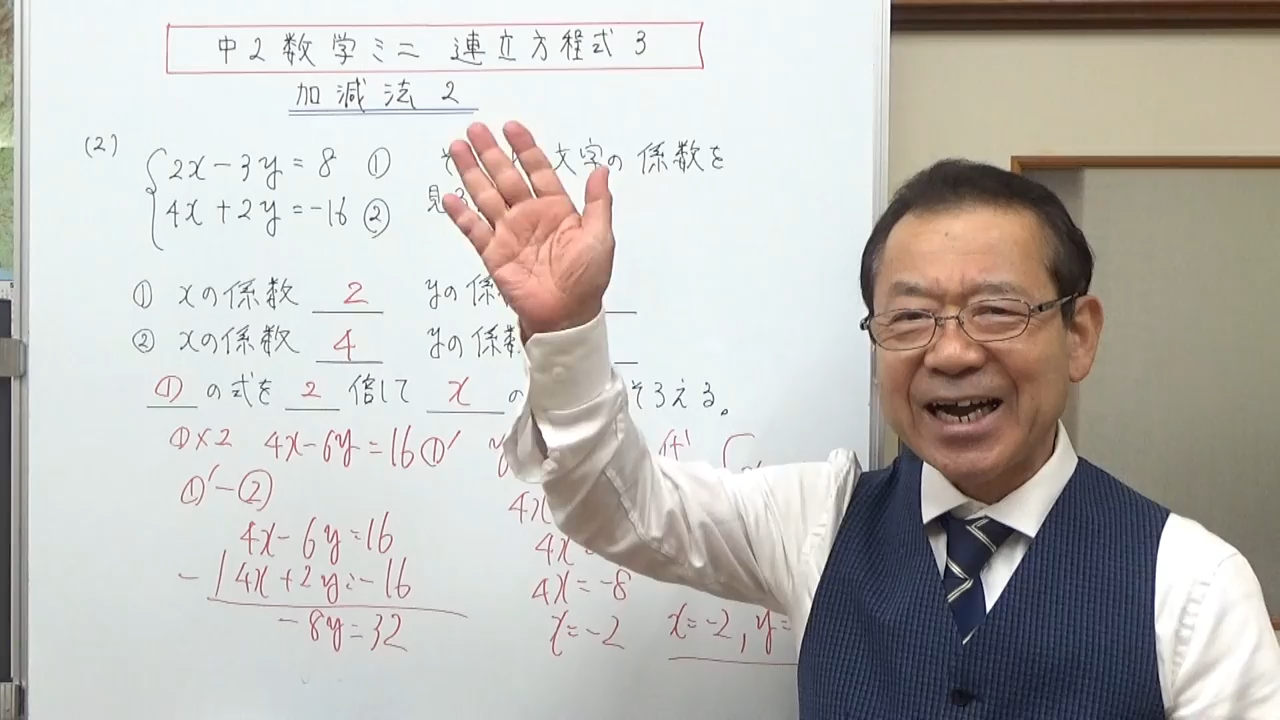 中2数学ミニ 連立方程式3
加減法2
(2)
2x-3y=8 ①
文字の係数を
4x+2y=-16 ②
見
① xの係数 2 yの係
② xの係数 4 yの係数
①の式を 2 倍して x の そろえる。
①×2 4x-6y=16 ①′
①′-②
4x-6y=16
-) 4x+2y=-16
-8y=32
4x
4x=
4x=-8
x=-2
x=-2, y=